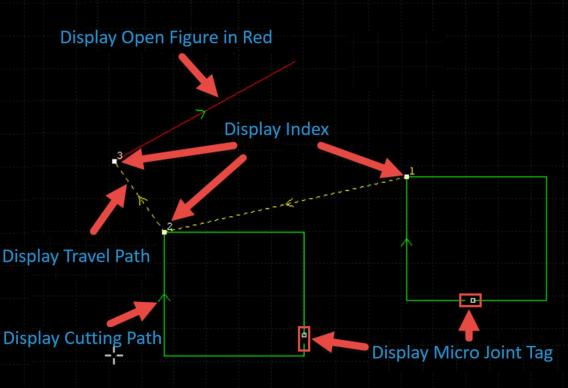 Display Open Figure in Red
Display Index
3
1
2
Display Travel Path
Display Cutting Path
Display Micro Joint Tag